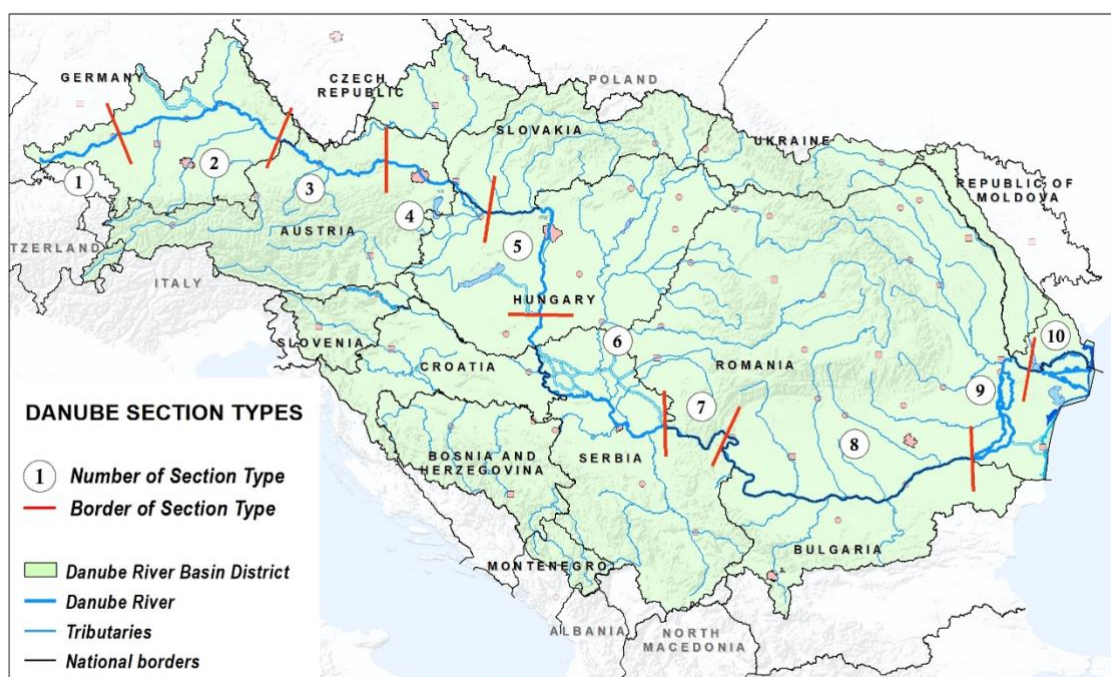 POLAND
GERMANY
CZECH
REPUBLIC
SLOVAKIA
UKRAINE
REPUBLIC OF
MOLDOVA
1
2
3
4
AUSTRIA
5
TZERLAND
ITALY
HUNGARY
SLOVENIA
CROATIA
6
7
ROMANIA
8
9
10
BOSNIA AND
HERZEGOVINA
SERBIA
BULGARIA
MONTENEGRO
ALBANIA
NORTH
MACEDONIA
DANUBE SECTION TYPES
1 Number of Section Type
Border of Section Type
Danube River Basin District
Danube River
Tributaries
National borders